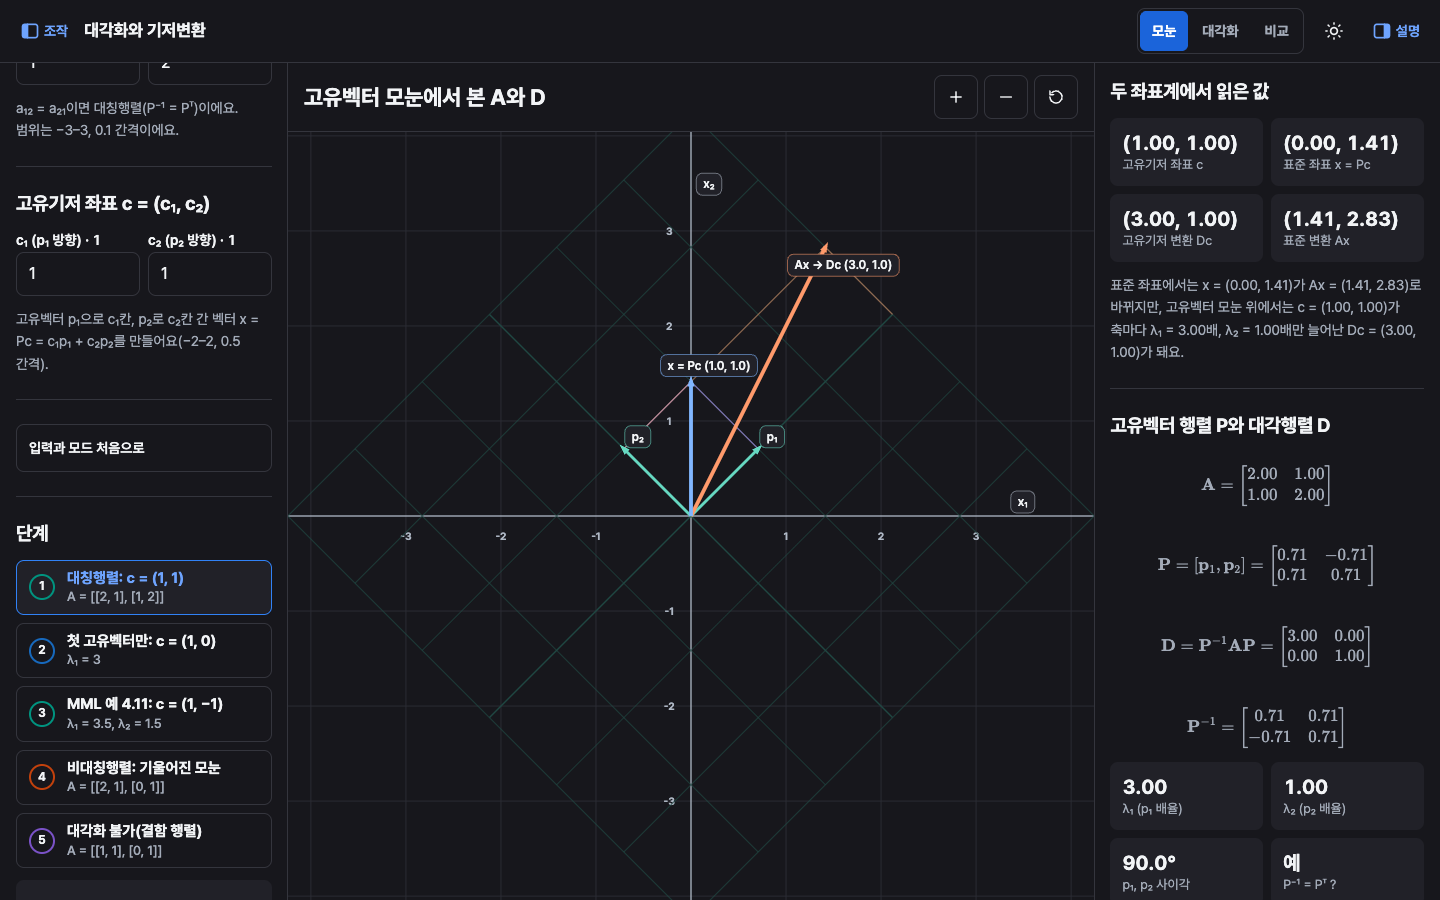 조작
대각화와 기저변환
모눈 대각화 비교
설명
1 2
a₁₂ = a₂₁이면 대칭행렬(P⁻¹ = Pᵀ)이에요.
범위는 −3–3, 0.1 간격이에요.
고유기저 좌표 c = (c₁, c₂)
c₁ (p₁ 방향) · 1 c₂ (p₂ 방향) · 1
1 1
고유벡터 p₁으로 c₁칸, p₂로 c₂칸 간 벡터 x =
Pc = c₁p₁ + c₂p₂를 만들어요(−2–2, 0.5
간격).
입력과 모드 처음으로
단계
1 대칭행렬: c = (1, 1)
A = [[2, 1], [1, 2]]
2 첫 고유벡터만: c = (1, 0)
λ₁ = 3
3 MML 예 4.11: c = (1, −1)
λ₁ = 3.5, λ₂ = 1.5
4 비대칭행렬: 기울어진 모눈
A = [[2, 1], [0, 1]]
5 대각화 불가(결함 행렬)
A = [[1, 1], [0, 1]]
고유벡터 모눈에서 본 A와 D
+ −
x₂
3
Ax → Dc (3.0, 1.0)
2
x = Pc (1.0, 1.0)
1
p₂ p₁
x₁
-3 -2 -1 1 2 3
-1
-2
-3
두 좌표계에서 읽은 값
(1.00, 1.00)
고유기저 좌표 c
(0.00, 1.41)
표준 좌표 x = Pc
(3.00, 1.00)
고유기저 변환 Dc
(1.41, 2.83)
표준 변환 Ax
표준 좌표에서는 x = (0.00, 1.41)가 Ax = (1.41, 2.83)로
바뀌지만, 고유벡터 모눈 위에서는 c = (1.00, 1.00)가
축마다 λ₁ = 3.00배, λ₂ = 1.00배만 늘어난 Dc = (3.00,
1.00)가 돼요.
고유벡터 행렬 P와 대각행렬 D
A = [2.00 1.00
1.00 2.00]
P = [p₁, p₂] = [0.71 −0.71
0.71 0.71]
D = P⁻¹AP = [3.00 0.00
0.00 1.00]
P⁻¹ = [0.71 0.71
−0.71 0.71]
3.00
λ₁ (p₁ 배율)
1.00
λ₂ (p₂ 배율)
90.0°
p₁, p₂ 사이각
예
P⁻¹ = Pᵀ ?